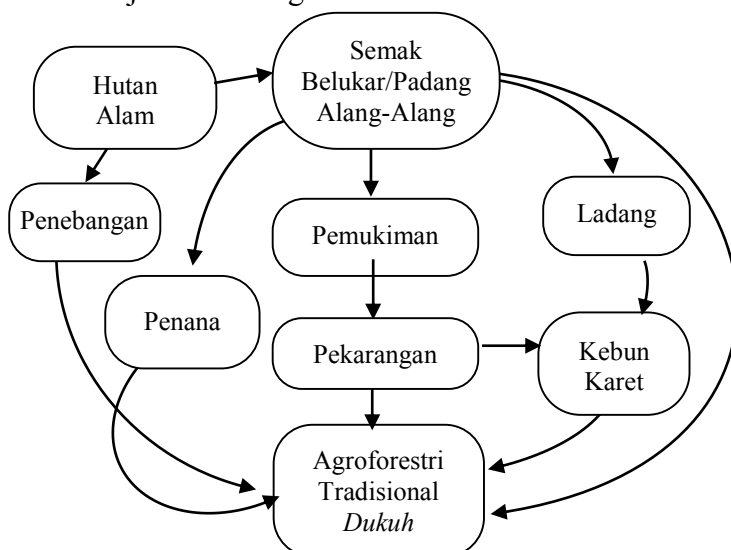 Hutan
Alam
Semak
Belukar/Padang
Alang-Alang
Penebangan
Pemukiman
Ladang
Penana
Pekarangan
Kebun
Karet
Agroforestri
Tradisional
Dukuh